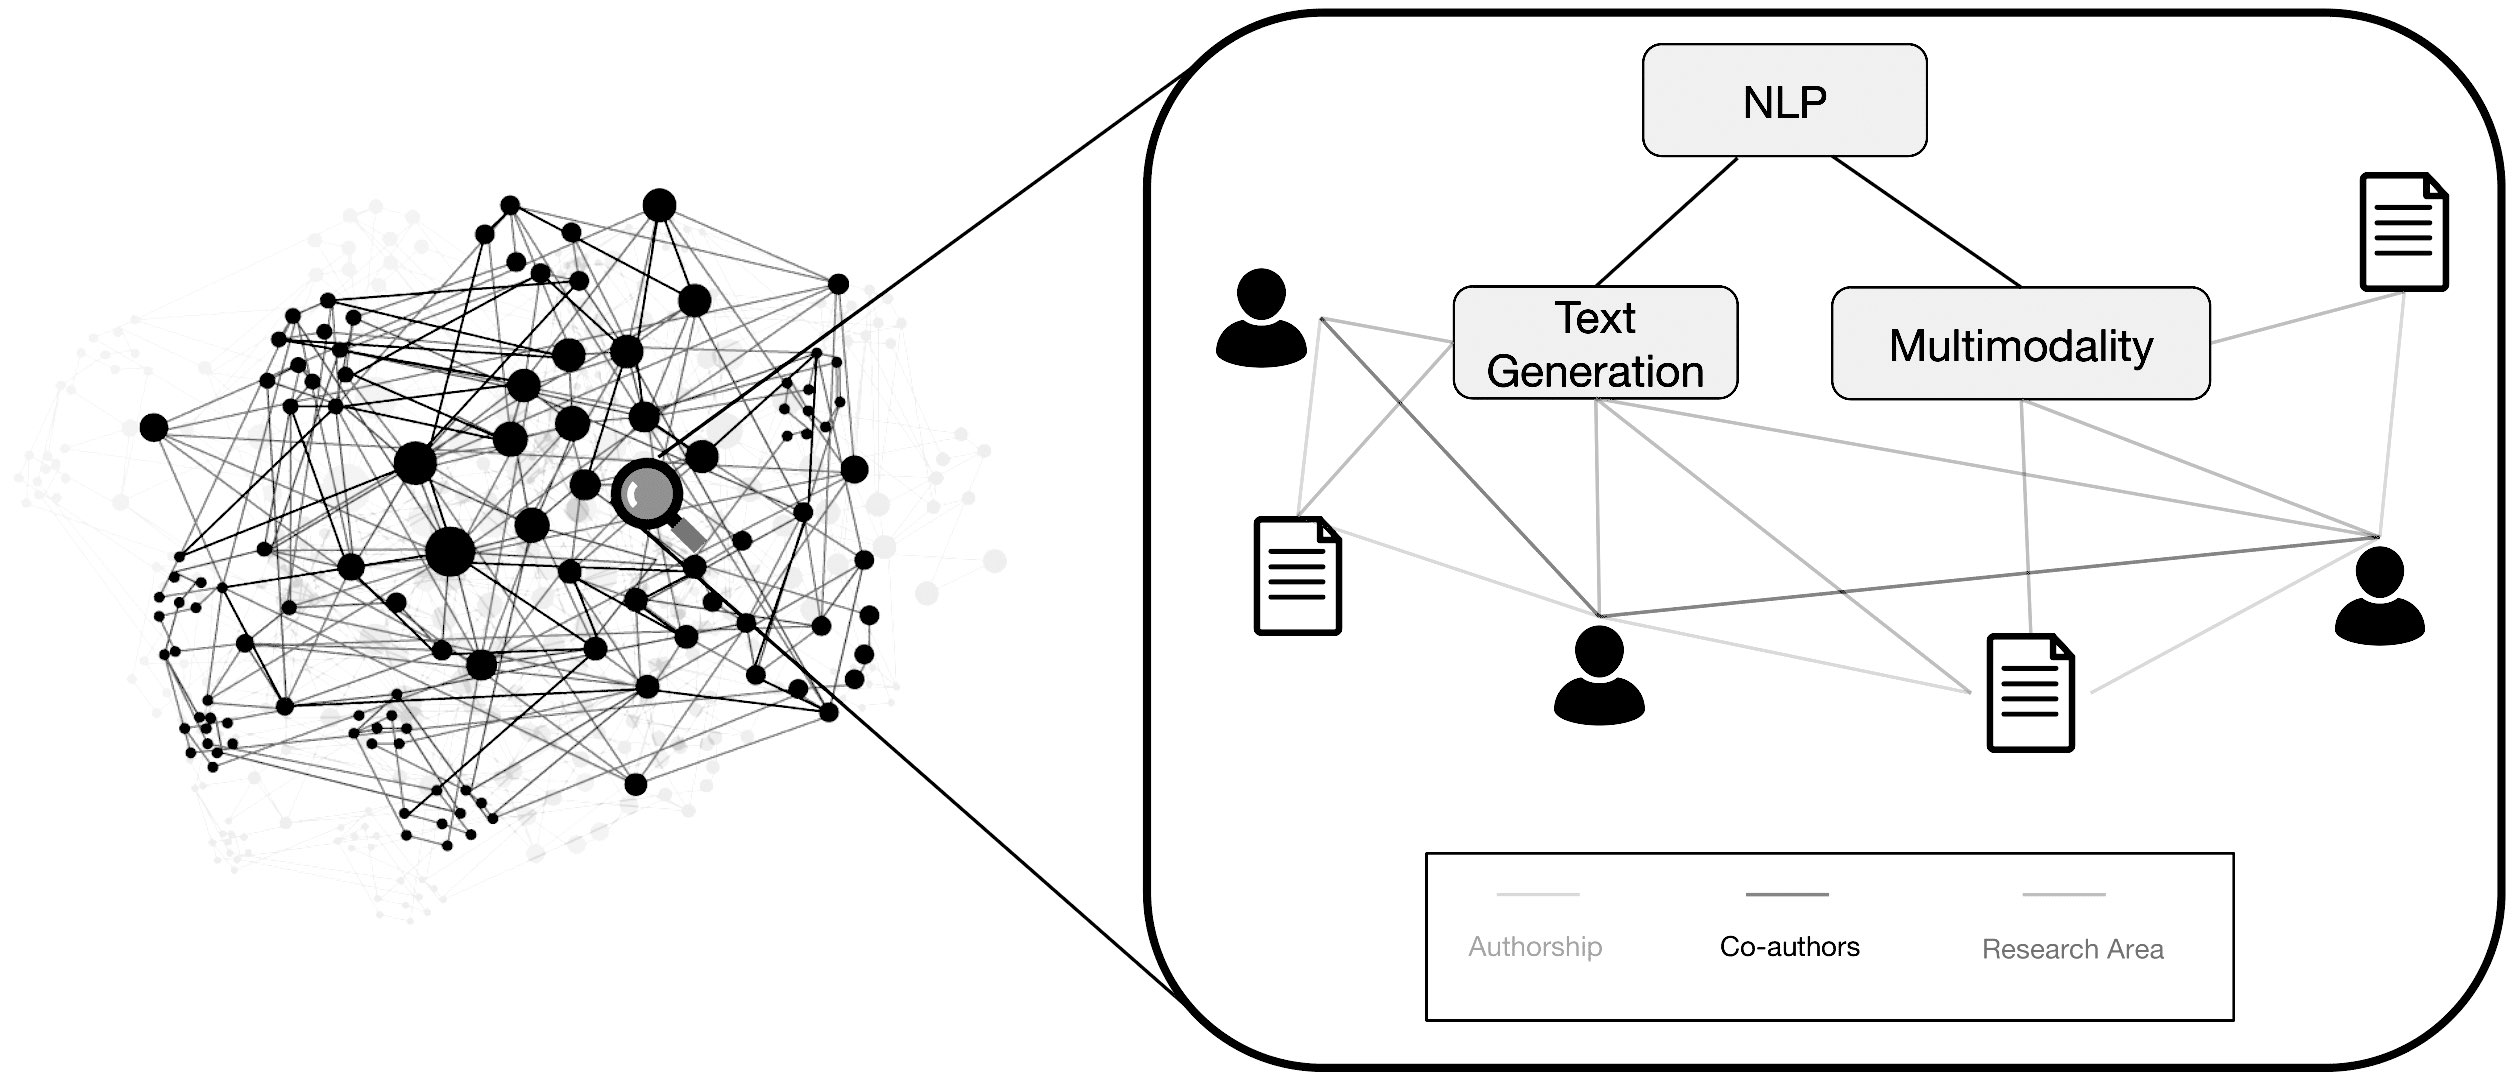 NLP
Text
Generation
Multimodality
Authorship
Co-authors
Research Area